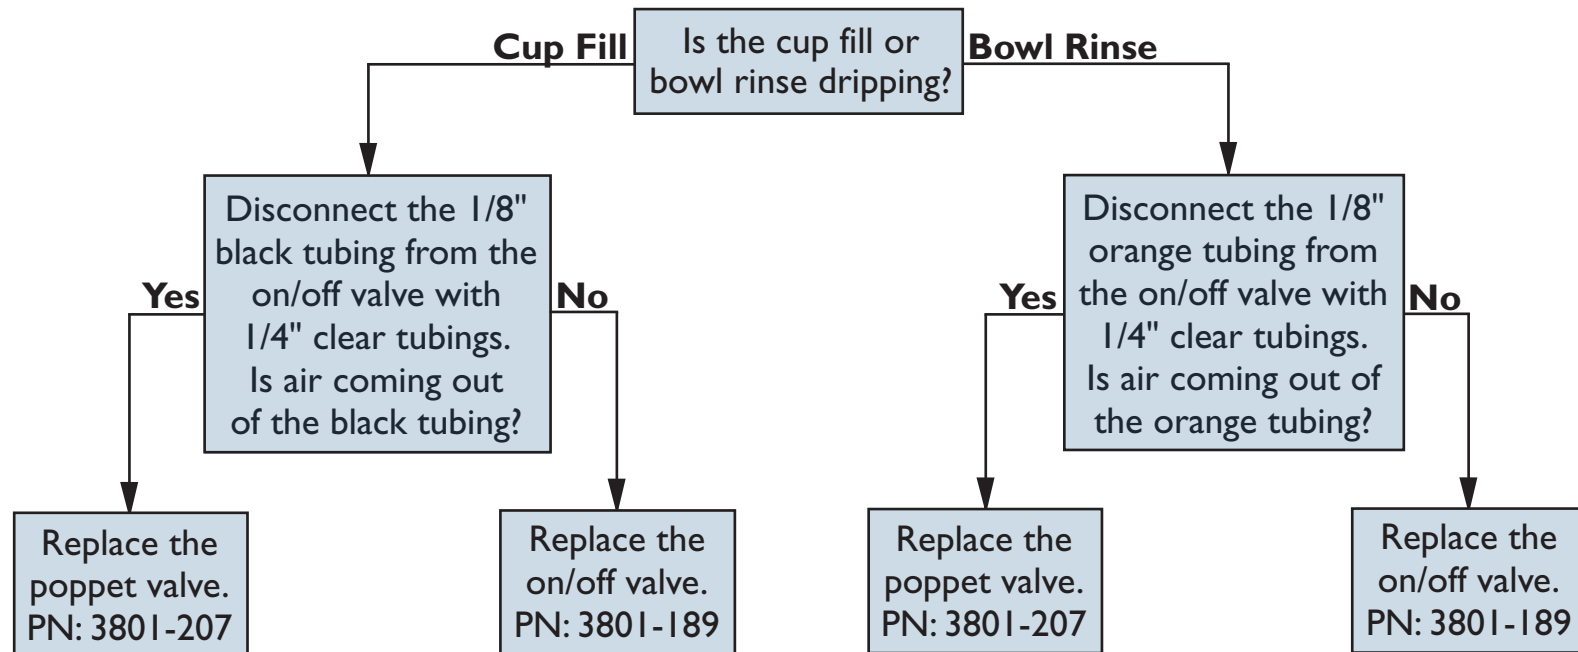 Cup Fill
Is the cup fill or
bowl rinse dripping?
Bowl Rinse
Disconnect the 1/8"
black tubing from the
on/off valve with
1/4" clear tubings.
Is air coming out
of the black tubing?
Yes
No
Replace the
poppet valve.
PN: 3801-207
Replace the
on/off valve.
PN: 3801-189
Disconnect the 1/8"
orange tubing from
the on/off valve with
1/4" clear tubings.
Is air coming out of
the orange tubing?
Yes
No
Replace the
poppet valve.
PN: 3801-207
Replace the
on/off valve.
PN: 3801-189